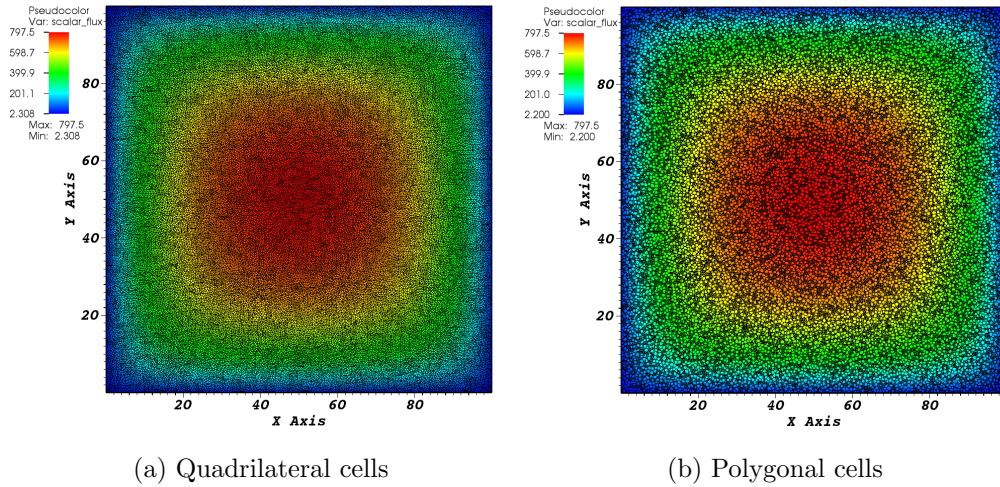 Pseudocolor
Var: scalar_flux
797.5
598.7
399.9
201.1
2.308
Max: 797.5
Min: 2.308
Y Axis
80
60
40
20
20
40
60
80
X Axis
(a) Quadrilateral cells
Pseudocolor
Var: scalar_flux
797.5
598.7
399.9
201.0
2.200
Max: 797.5
Min: 2.200
Y Axis
80
60
40
20
20
40
60
80
X Axis
(b) Polygonal cells